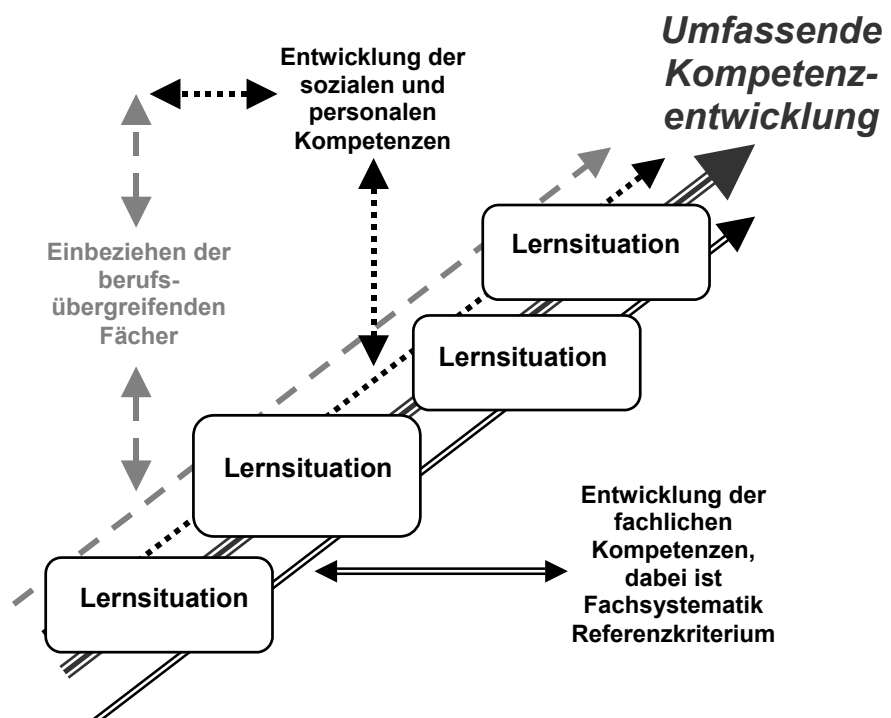 Umfassende
Kompetenz-
entwicklung
Entwicklung der
sozialen und
personalen
Kompetenzen
Einbeziehen der
berufs-
übergreifenden
Fächer
Lernsituation
Lernsituation
Lernsituation
Lernsituation
Entwicklung der
fachlichen
Kompetenzen,
dabei ist
Fachsystematik
Referenzkriterium